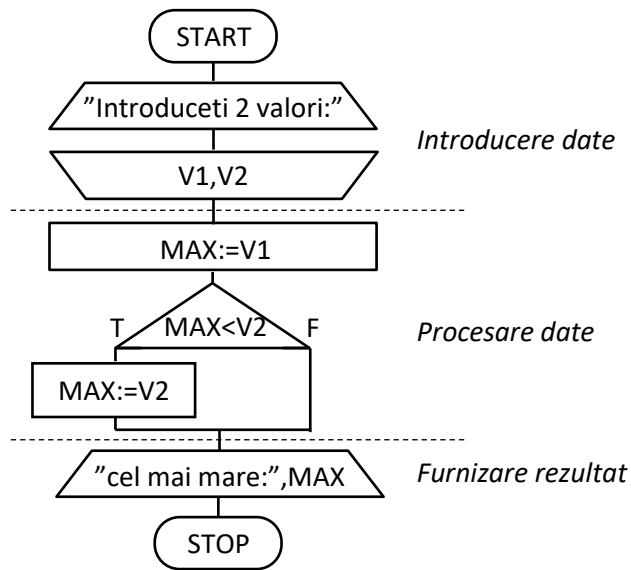 START
”Introduceti 2 valori:”
Introducere date
V1,V2
MAX:=V1
T MAX<V2 F
Procesare date
MAX:=V2
”cel mai mare:”,MAX
Furnizare rezultat
STOP